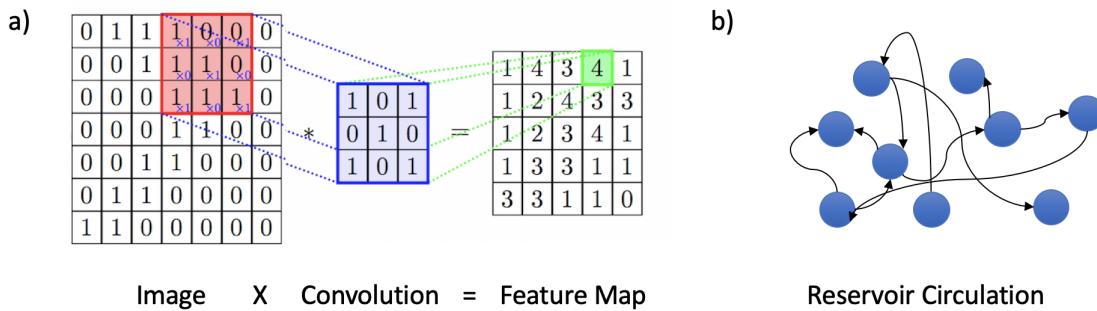 a)
0 1 1 1×1 0×0 0×1 0
0 0 1 1×0 1×1 0×0 0
0 0 0 1×1 1×0 1×1 0
0 0 0 1 1 0 0
0 0 1 1 0 0 0
0 1 1 0 0 0 0
1 1 0 0 0 0 0
*
1 0 1
0 1 0
1 0 1
=
1 4 3 4 1
1 2 4 3 3
1 2 3 4 1
1 3 3 1 1
3 3 1 1 0
Image X Convolution = Feature Map
b)
Reservoir Circulation